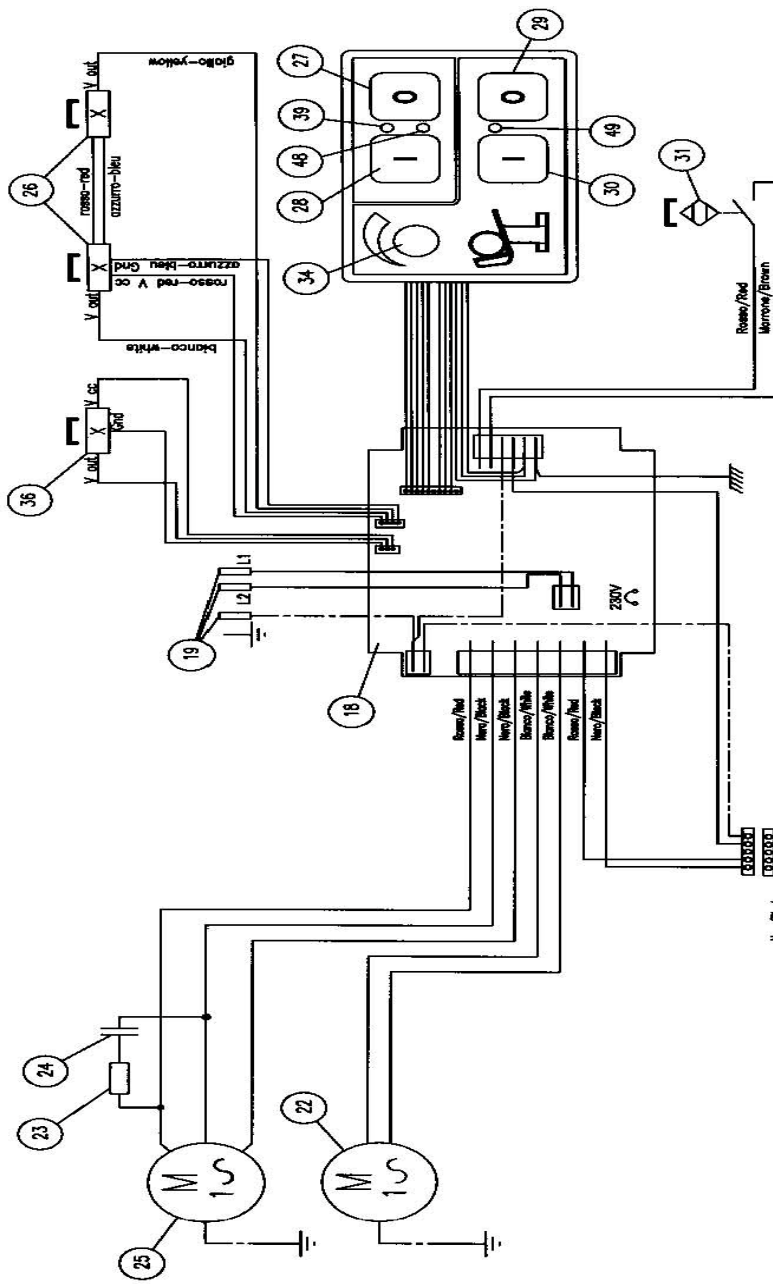 29
27
39
48
28
34
49
30
31
O
I
O
I
V out
giallo-yellow
26
rosso-red
azzurro-bleu
X
X
azzurro-bleu Gnd
rosso-red V cc
V out
bianco-white
V cc
Gnd
X
36
V out
Rosso/Red
Marrone/Brown
L1
L2
19
230V
18
Rosso/Red
Nero/Black
Nero/Black
Bianco/White
Bianco/White
Rosso/Red
Nero/Black
24
23
22
M
1
M
1
25